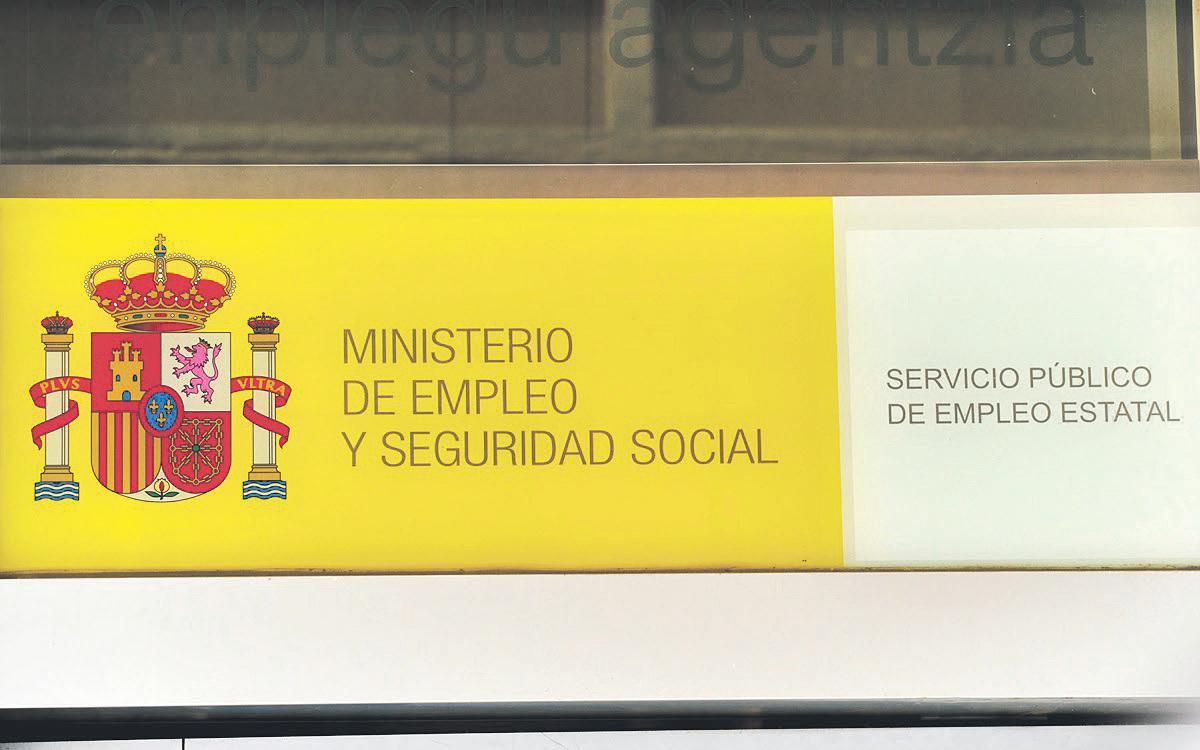 enplegu agentzia
PLVS
VLTRA
MINISTERIO
DE EMPLEO
Y SEGURIDAD SOCIAL
SERVICIO PÚBLICO
DE EMPLEO ESTATAL